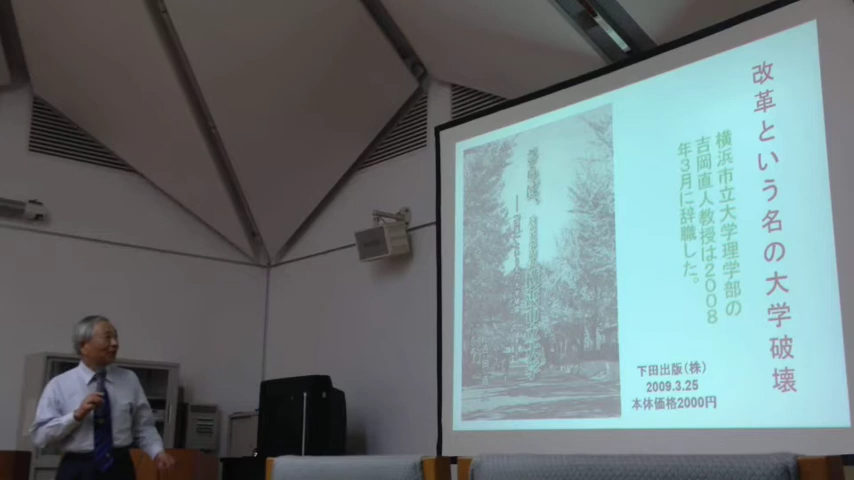 改革という名の大学破壊
横浜市立大学理学部の
吉岡直人教授は2008
年3月に辞職した。
下田出版(株)
2009.3.25
本体価格2000円